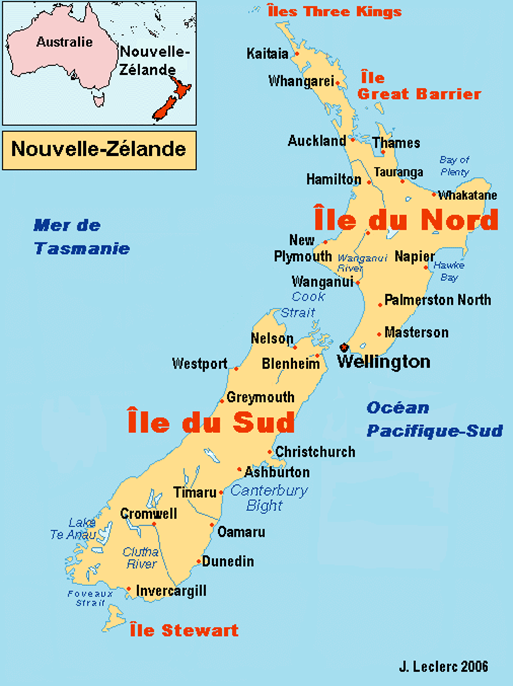 Îles Three Kings
Australie
Nouvelle-
Zélande
Kaitaia
Whangarei
Île
Great Barrier
Nouvelle-Zélande
Auckland
Thames
Bay of
Plenty
Tauranga
Hamilton
Whakatane
Île du Nord
Mer de
Tasmanie
New
Plymouth
Wanganui
River
Napier
Hawke
Bay
Wanganui
Cook
Strait
Palmerston North
Masterson
Nelson
Wellington
Westport
Blenheim
Greymouth
Île du Sud
Océan
Pacifique-Sud
Christchurch
Ashburton
Timaru
Canterbury
Bight
Cromwell
Lake
Te Anau
Oamaru
Clutha
River
Dunedin
Invercargill
Foveaux
Strait
Île Stewart
J. Leclerc 2006